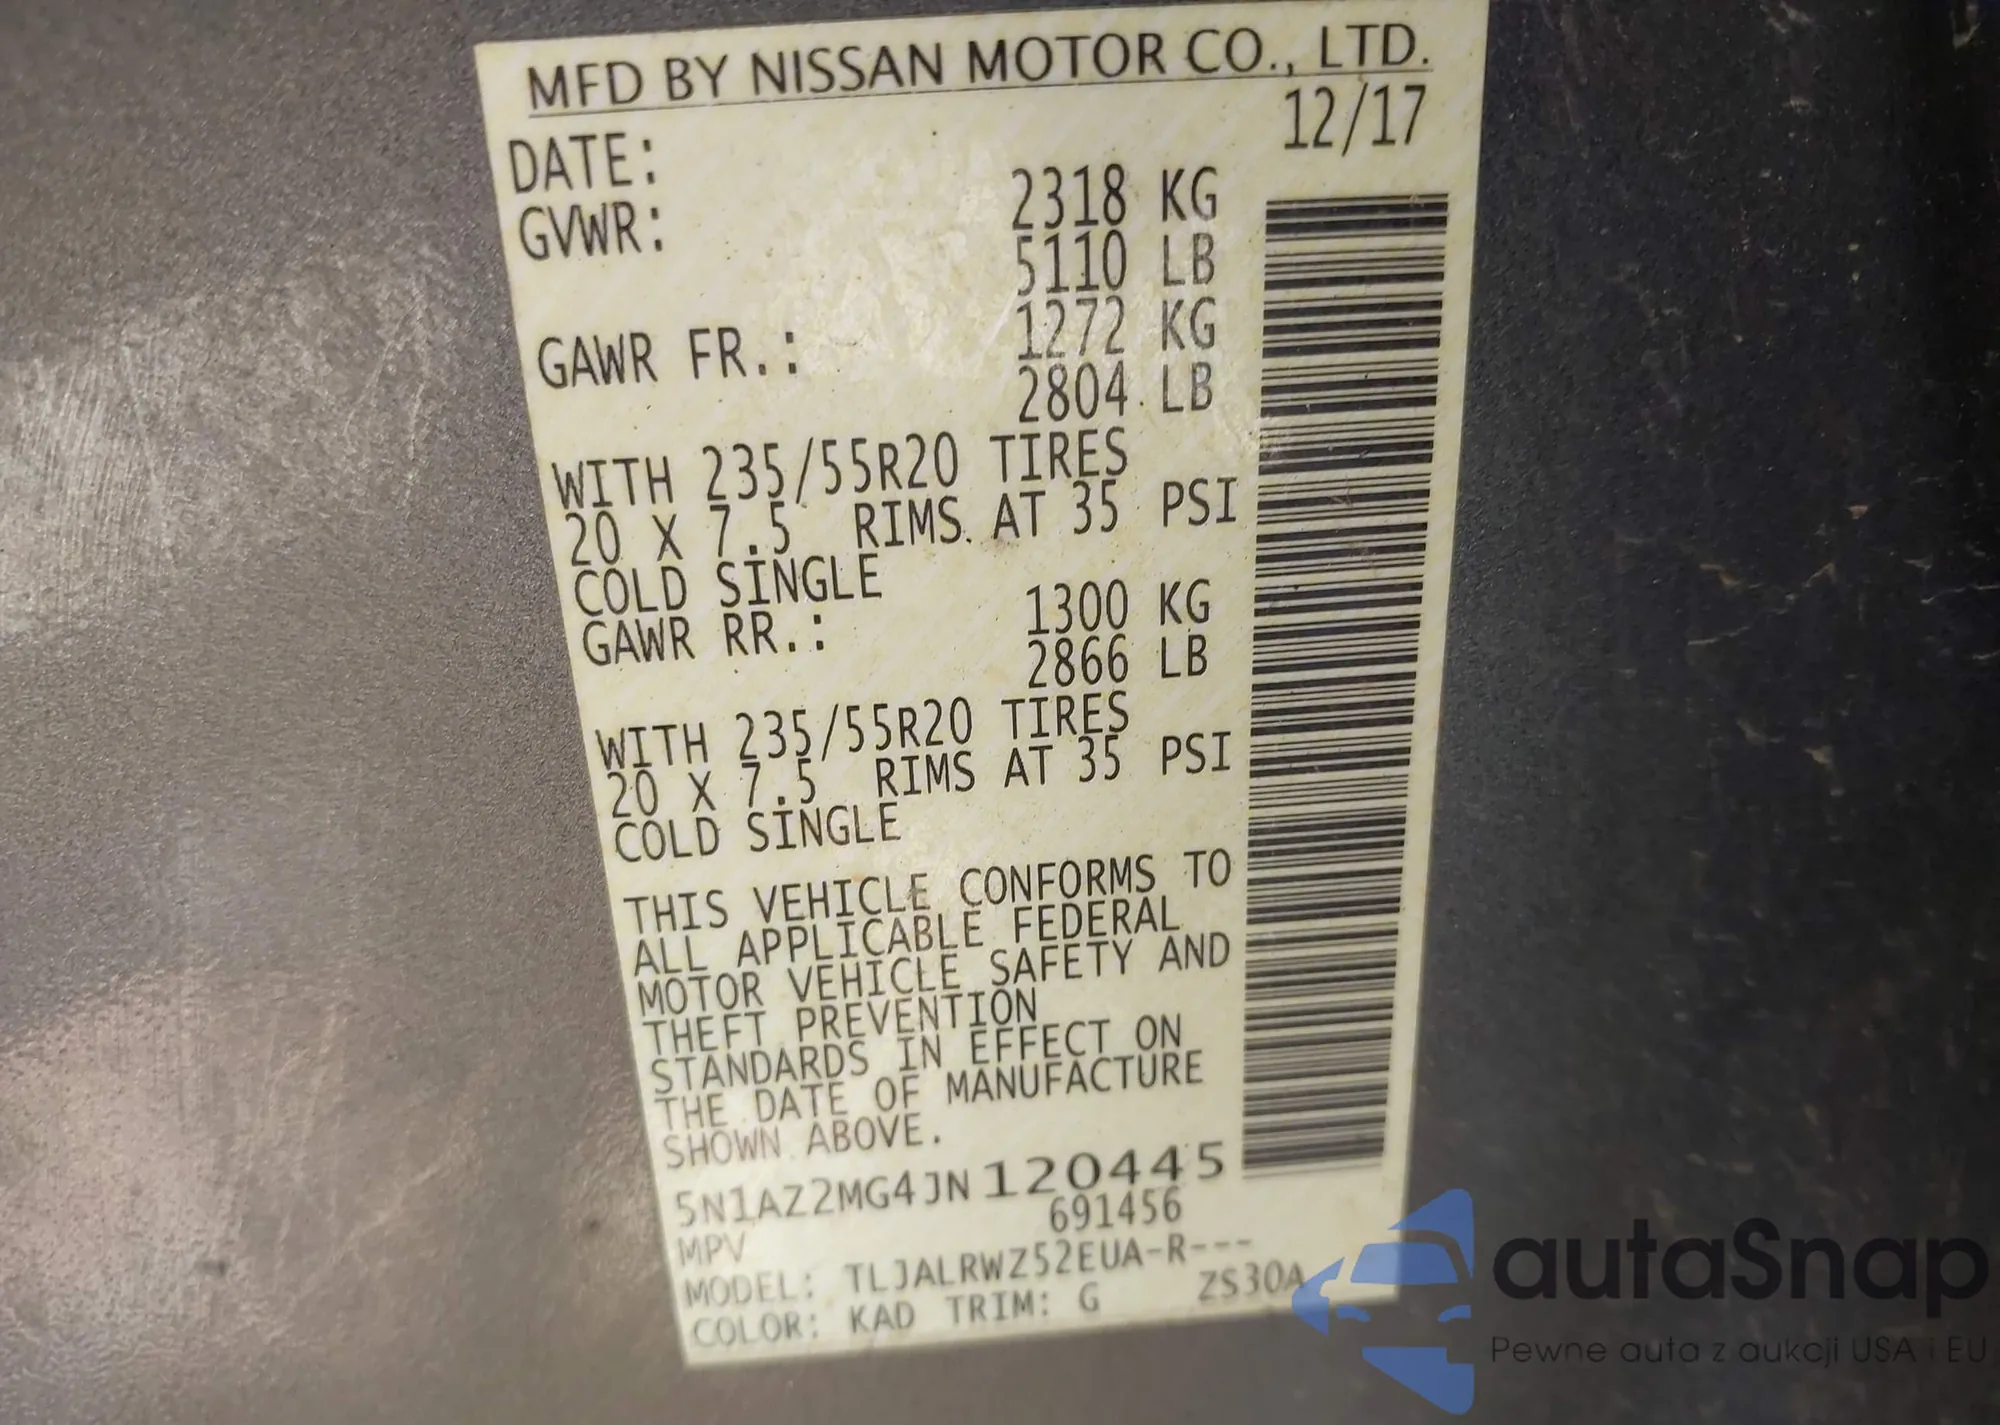 MFD BY NISSAN MOTOR CO., LTD.
DATE: 12/17
GVWR: 2318 KG
5110 LB
GAWR FR.: 1272 KG
2804 LB
WITH 235/55R20 TIRES
20 X 7.5 RIMS AT 35 PSI
COLD SINGLE
GAWR RR.: 1300 KG
2866 LB
WITH 235/55R20 TIRES
20 X 7.5 RIMS AT 35 PSI
COLD SINGLE
THIS VEHICLE CONFORMS TO
ALL APPLICABLE FEDERAL
MOTOR VEHICLE SAFETY AND
THEFT PREVENTION
STANDARDS IN EFFECT ON
THE DATE OF MANUFACTURE
SHOWN ABOVE.
5N1AZ2MG4JN120445
691456
MPV
MODEL: TLJALRWZ52EUA-R---
COLOR: KAD TRIM: G ZS30A
autoSnap
Pewne auta z aukcji USA i EU